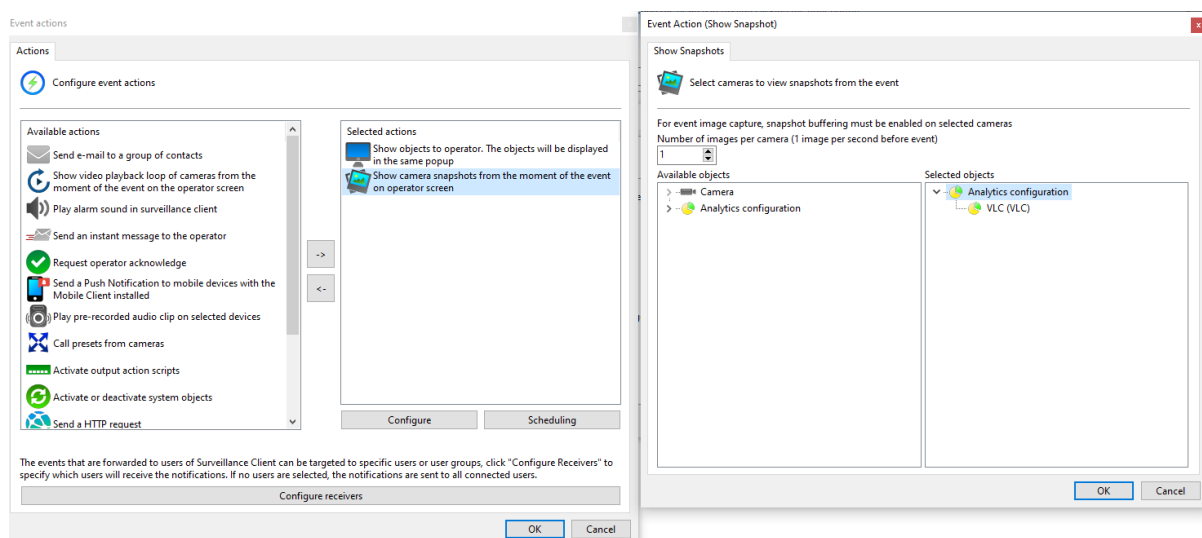 Event actions
Actions
Configure event actions
Available actions
Send e-mail to a group of contacts
Show video playback loop of cameras from the
moment of the event on the operator screen
Play alarm sound in surveillance client
Send an instant message to the operator
Request operator acknowledge
Send a Push Notification to mobile devices with the
Mobile Client installed
Play pre-recorded audio clip on selected devices
Call presets from cameras
Activate output action scripts
Activate or deactivate system objects
Send a HTTP request
->
<-
Selected actions
Show objects to operator. The objects will be displayed
in the same popup
Show camera snapshots from the moment of the event
on operator screen
Configure
Scheduling
The events that are forwarded to users of Surveillance Client can be targeted to specific users or user groups, click "Configure Receivers" to
specify which users will receive the notifications. If no users are selected, the notifications are sent to all connected users.
Configure receivers
OK
Cancel
Event Action (Show Snapshot)
x
Show Snapshots
Select cameras to view snapshots from the event
For event image capture, snapshot buffering must be enabled on selected cameras
Number of images per camera (1 image per second before event)
1
Available objects
Camera
Analytics configuration
Selected objects
Analytics configuration
VLC (VLC)
OK
Cancel